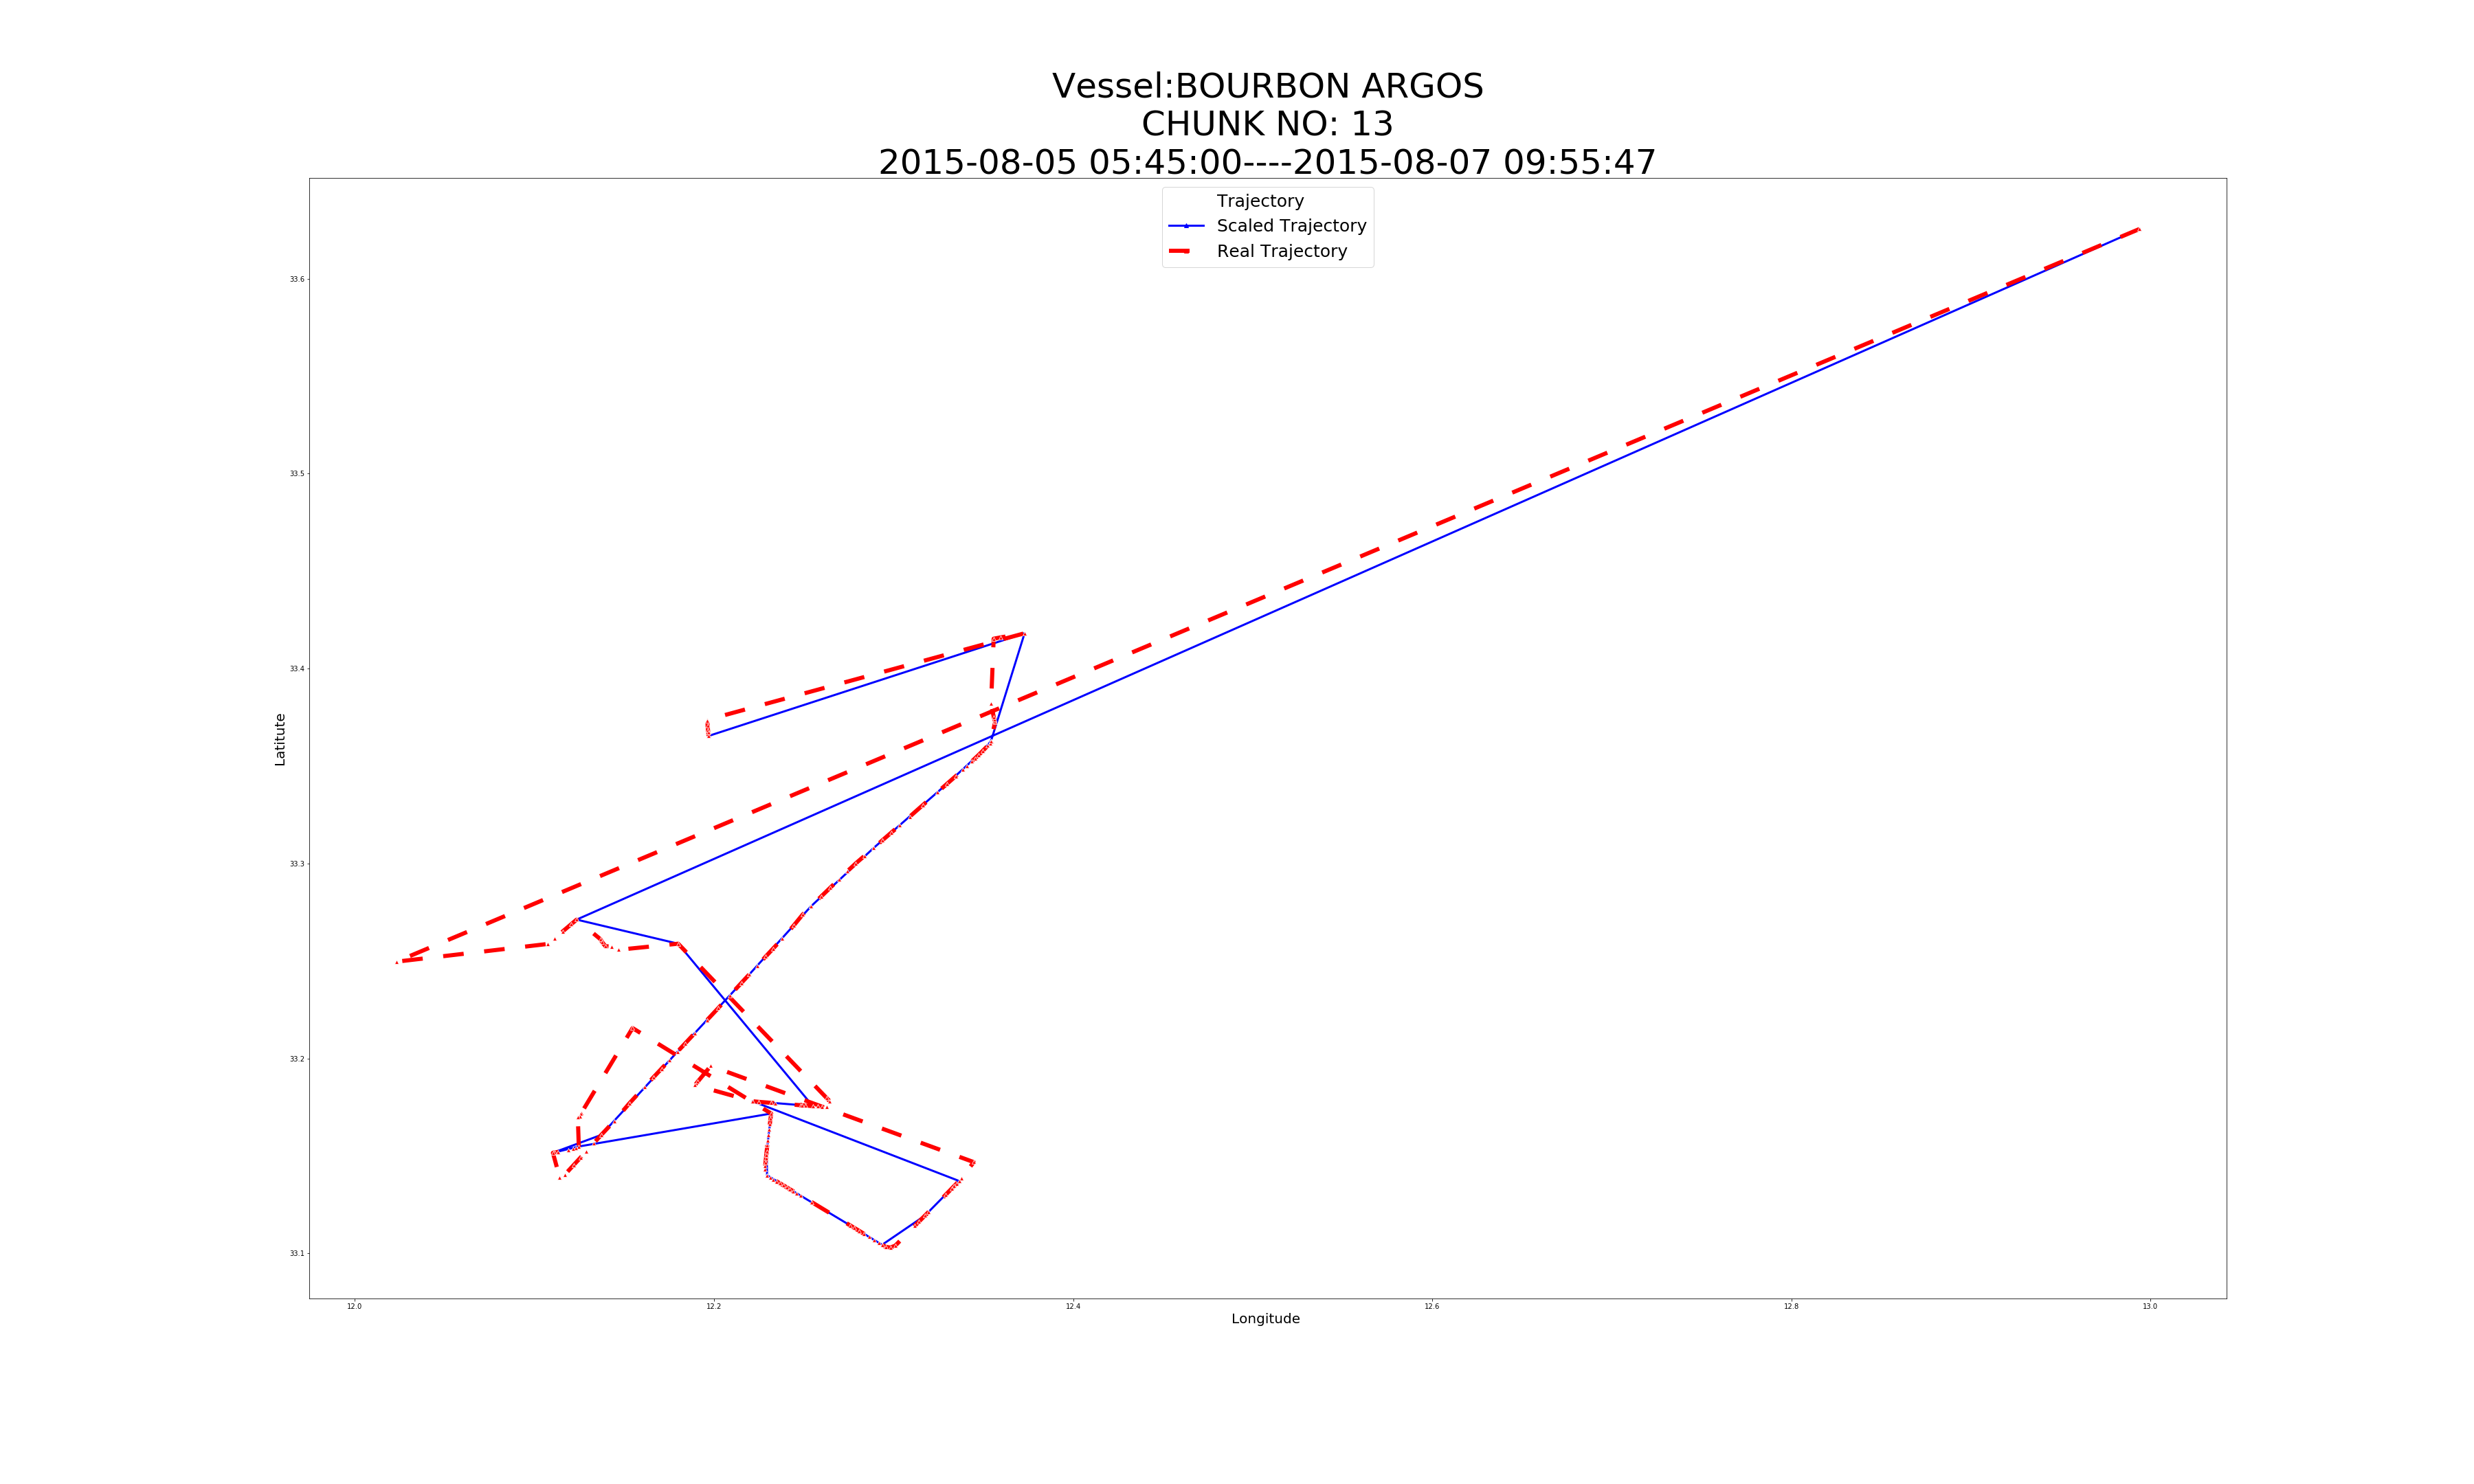 Vessel:BOURBON ARGOS
CHUNK NO: 13
2015-08-05 05:45:00----2015-08-07 09:55:47
Trajectory
Scaled Trajectory
Real Trajectory
33.6
33.5
33.4
33.3
33.2
33.1
Latitute
12.0
12.2
12.4
12.6
12.8
13.0
Longitude